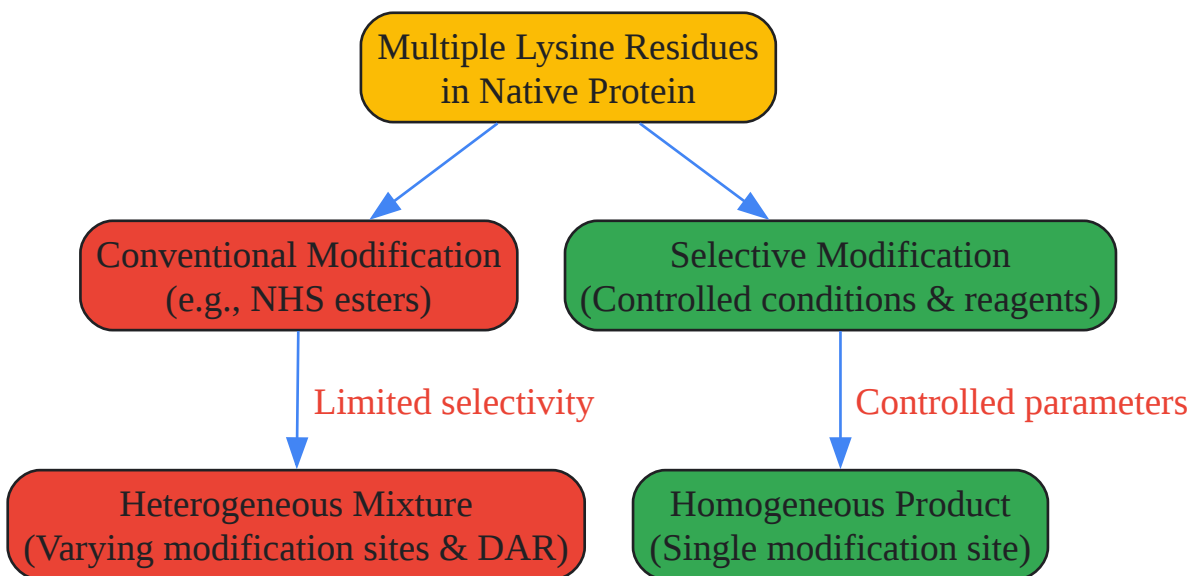 Multiple Lysine Residues
in Native Protein
Conventional Modification
(e.g., NHS esters)
Selective Modification
(Controlled conditions & reagents)
Limited selectivity
Controlled parameters
Heterogeneous Mixture
(Varying modification sites & DAR)
Homogeneous Product
(Single modification site)